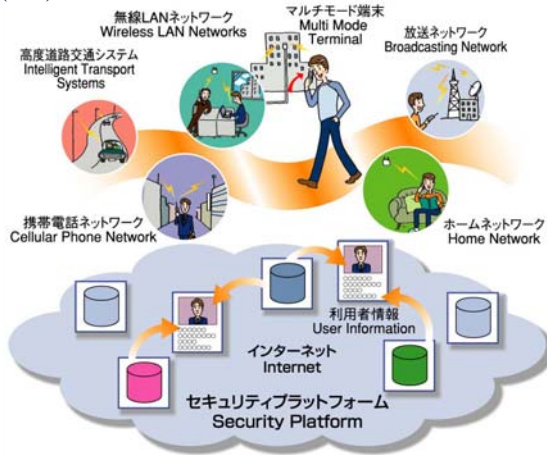 無線LANネットワーク
Wireless LAN Networks
マルチモード端末
Multi Mode
Terminal
放送ネットワーク
Broadcasting Network
高度道路交通システム
Intelligent Transport
Systems
携帯電話ネットワーク
Cellular Phone Network
ホームネットワーク
Home Network
利用者情報
User Information
インターネット
Internet
セキュリティプラットフォーム
Security Platform